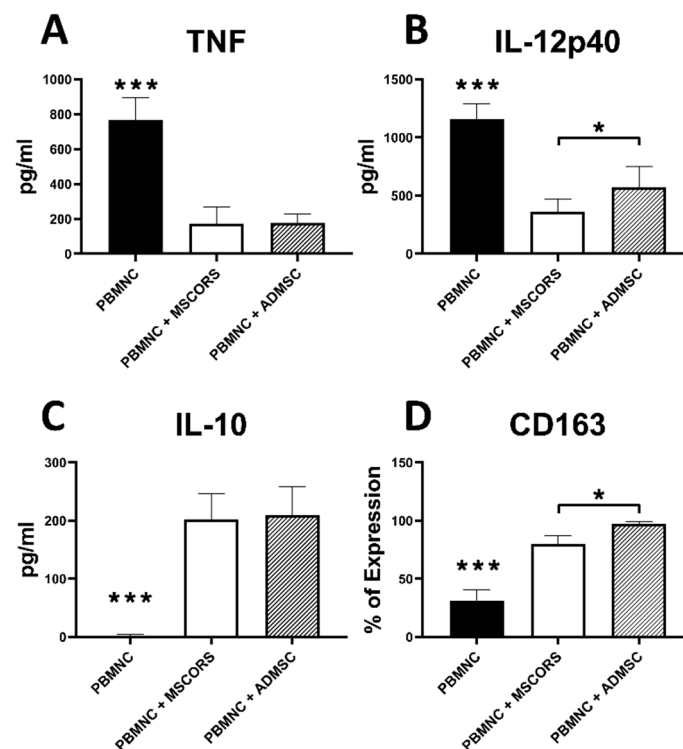 A
TNF
***
1000
800
600
400
200
0
pg/ml
PBMNC
PBMNC + MSCORS
PBMNC + ADMSC
B
IL-12p40
***
*
1500
1000
500
0
pg/ml
PBMNC
PBMNC + MSCORS
PBMNC + ADMSC
C
IL-10
300
200
100
0
pg/ml
***
PBMNC
PBMNC + MSCORS
PBMNC + ADMSC
D
CD163
150
100
50
0
% of Expression
***
*
PBMNC
PBMNC + MSCORS
PBMNC + ADMSC